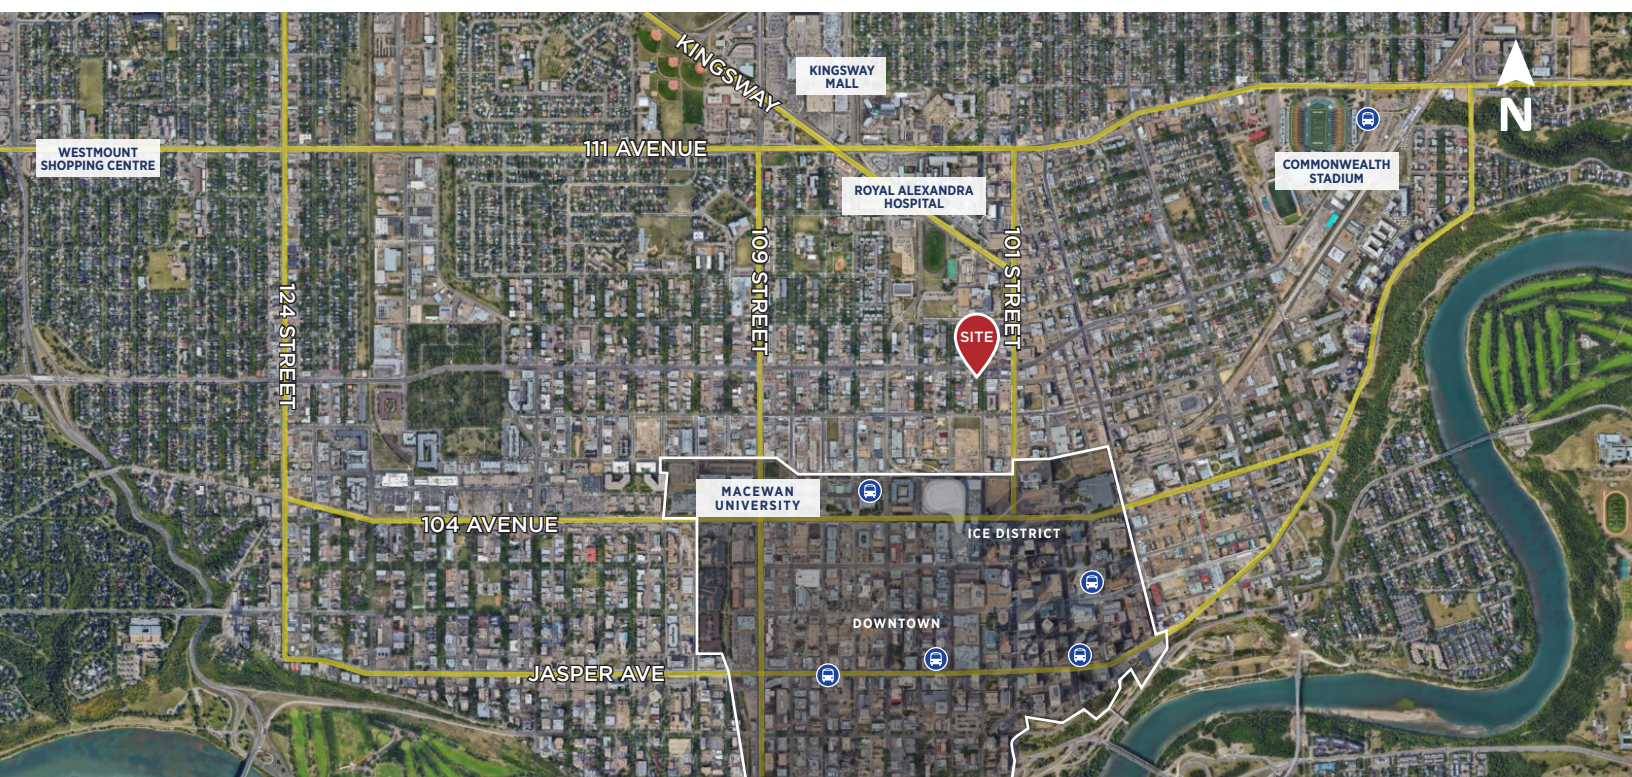 KINGSWAY
KINGSWAY
MALL
N
111 AVENUE
WESTMOUNT
SHOPPING CENTRE
COMMONWEALTH
STADIUM
ROYAL ALEXANDRA
HOSPITAL
124 STREET
109 STREET
101 STREET
SITE
MACEWAN
UNIVERSITY
104 AVENUE
ICE DISTRICT
DOWNTOWN
JASPER AVE